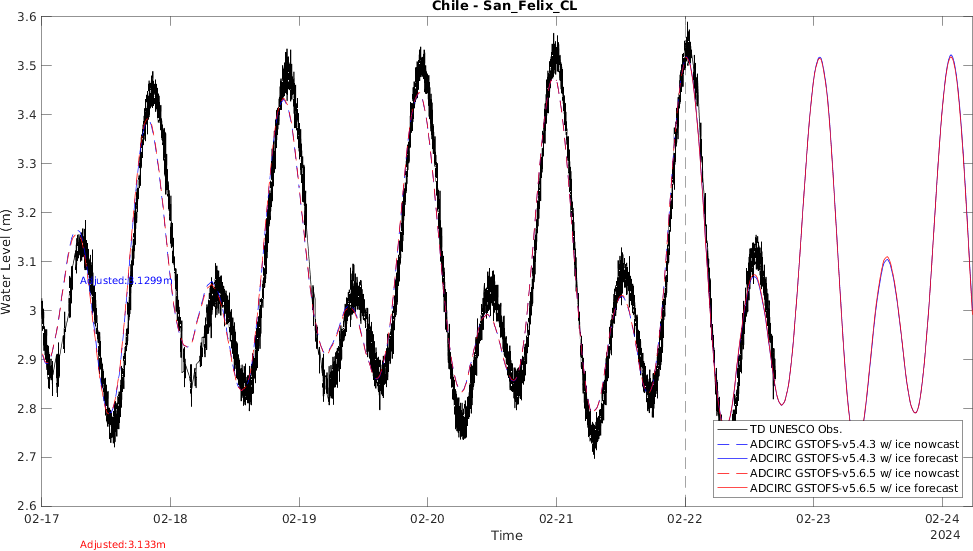 Chile - San_Felix_CL
3.6
3.5
3.4
3.3
3.2
3.1
3
2.9
2.8
2.7
2.6
Water Level (m)
Adjusted:3.1299m
TD UNESCO Obs.
ADCIRC GSTOFS-v5.4.3 w/ ice nowcast
ADCIRC GSTOFS-v5.4.3 w/ ice forecast
ADCIRC GSTOFS-v5.6.5 w/ ice nowcast
ADCIRC GSTOFS-v5.6.5 w/ ice forecast
02-17 02-18 02-19 02-20 02-21 02-22 02-23 02-24
Time
2024
Adjusted:3.133m